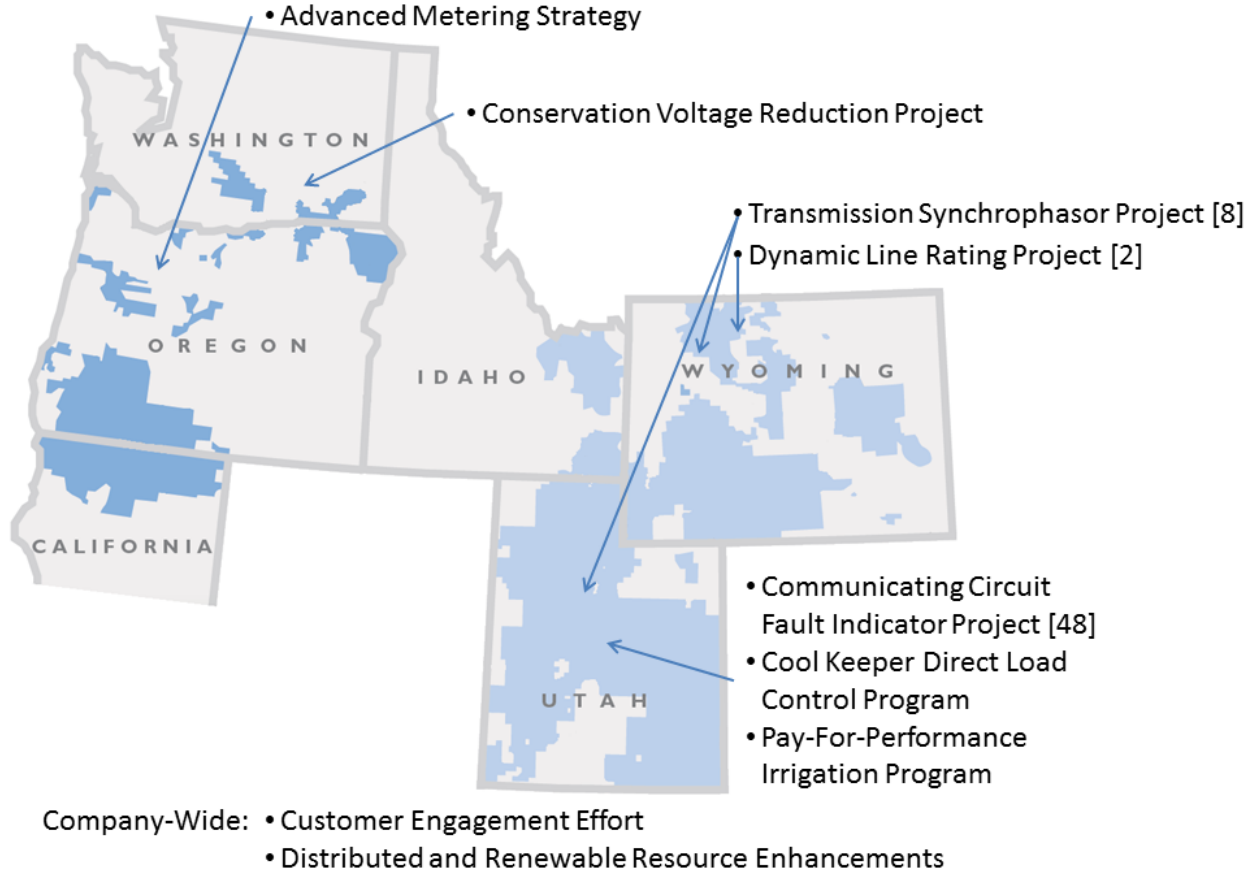 • Advanced Metering Strategy
• Conservation Voltage Reduction Project
WASHINGTON
• Transmission Synchrophasor Project [8]
• Dynamic Line Rating Project [2]
OREGON
IDAHO
WYOMING
CALIFORNIA
• Communicating Circuit
Fault Indicator Project [48]
• Cool Keeper Direct Load
Control Program
UTAH
• Pay-For-Performance
Irrigation Program
Company-Wide: • Customer Engagement Effort
• Distributed and Renewable Resource Enhancements